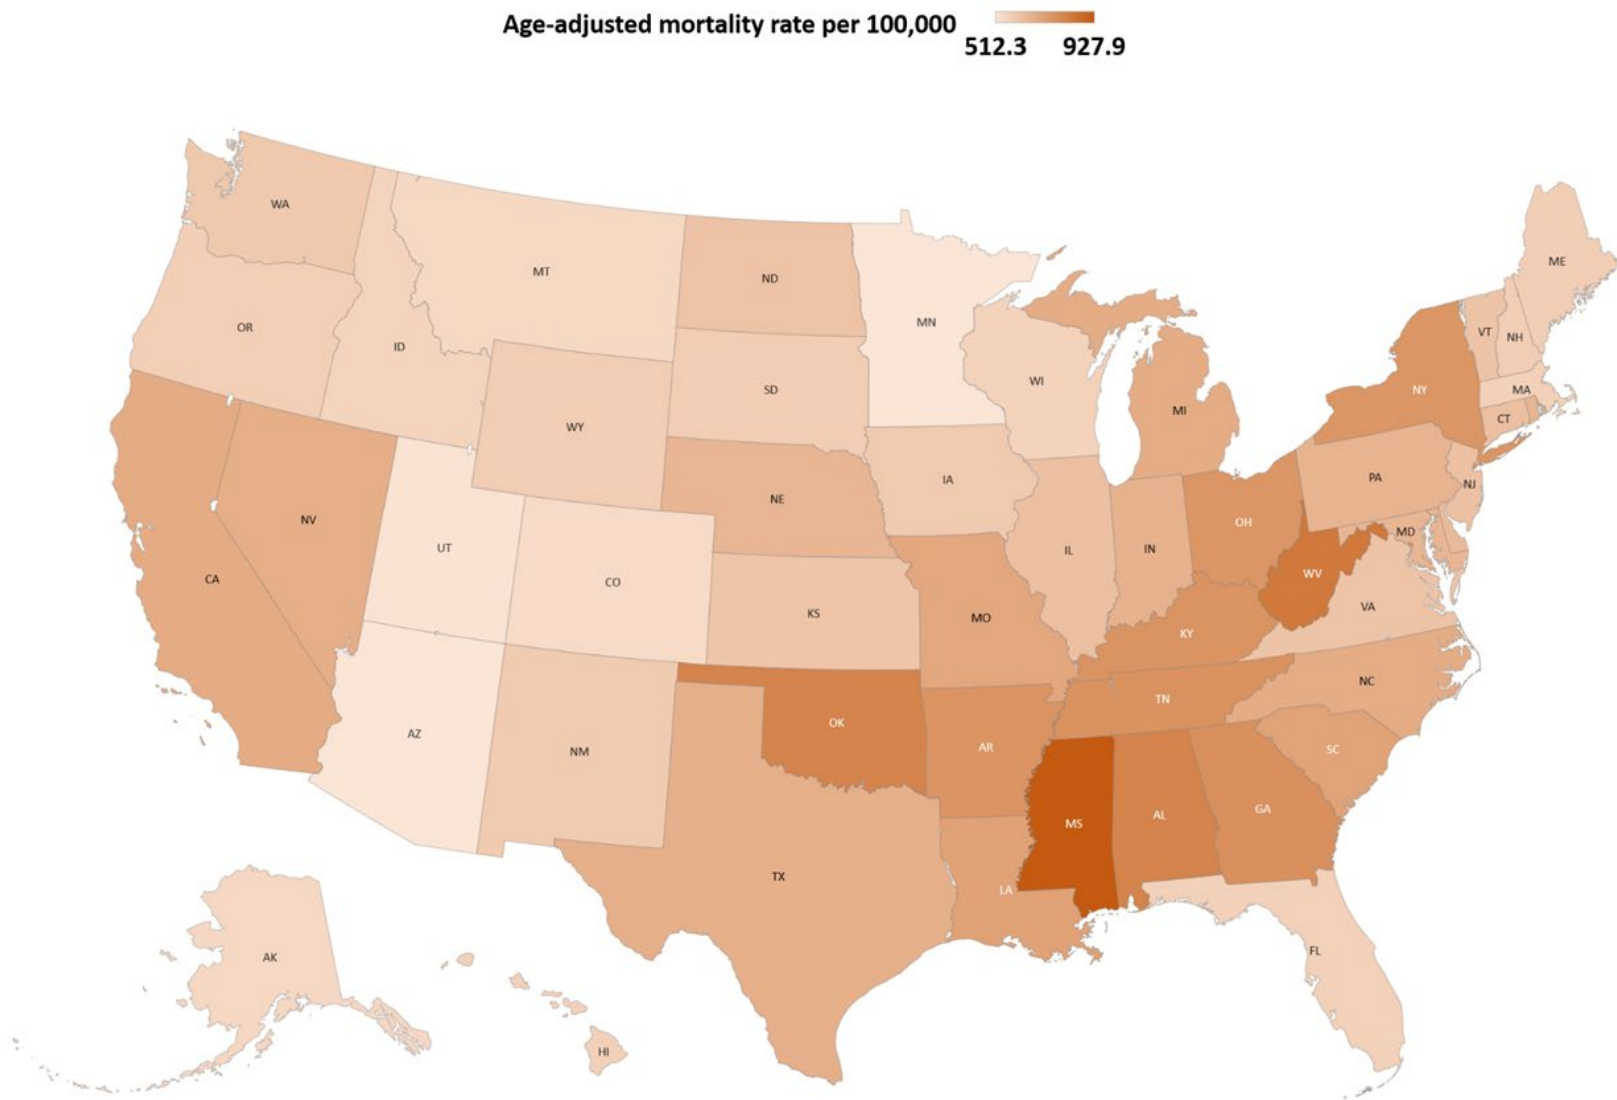 Age-adjusted mortality rate per 100,000
512.3 927.9
WA
ME
MT
ND
MN
OR
VT
NH
ID
WI
SD
NY
MA
MI
CT
WY
PA
IA
NJ
NE
NV
OH
MD
UT
IL
IN
WV
CA
CO
VA
KS
MO
KY
NC
TN
OK
AZ
AR
SC
NM
GA
AL
MS
TX
LA
FL
AK
HI